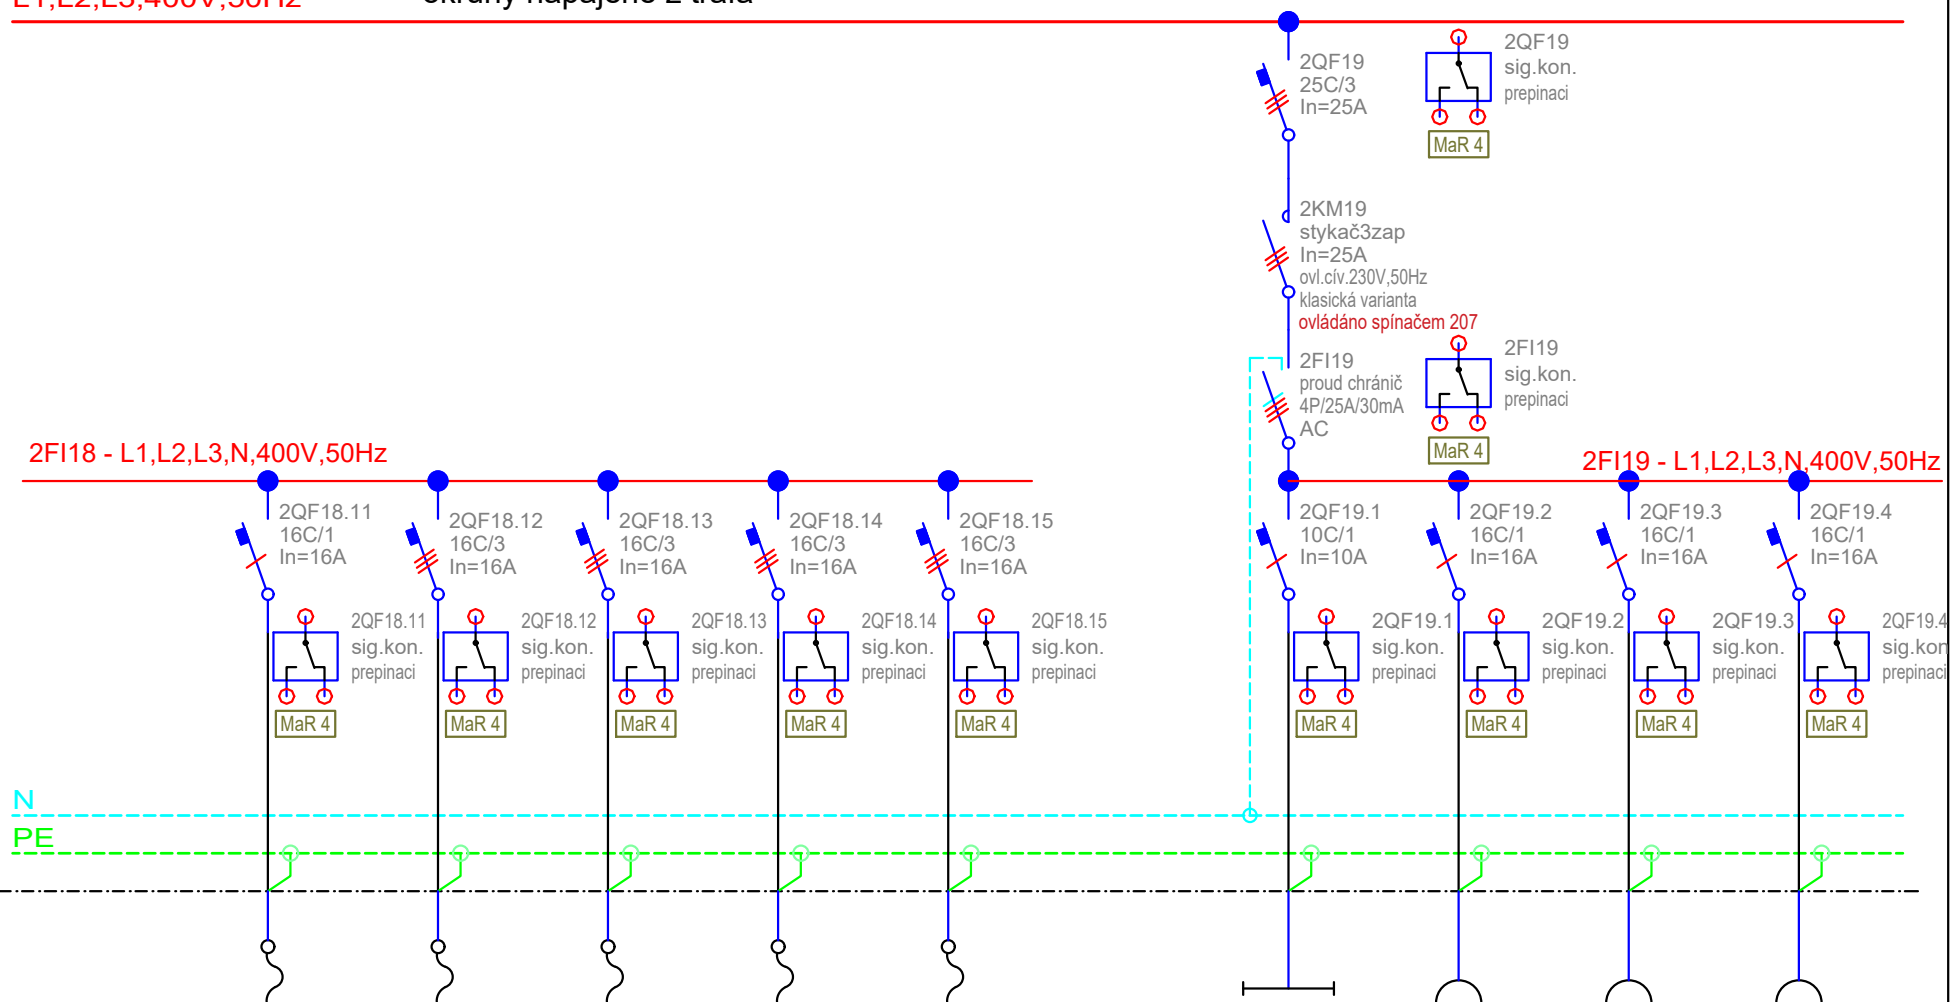 L1,L2,L3,400V,50Hz
okruhy napájené z trafa
2QF19
25C/3
In=25A
2QF19
sig.kon.
prepinaci
MaR 4
2KM19
stykač3zap
In=25A
ovl.cív.230V,50Hz
klasická varianta
ovládáno spínačem 207
2FI19
proud chránič
4P/25A/30mA
AC
2FI19
sig.kon.
prepinaci
MaR 4
2FI18 - L1,L2,L3,N,400V,50Hz
2FI19 - L1,L2,L3,N,400V,50Hz
2QF18.11
16C/1
In=16A
2QF18.12
16C/3
In=16A
2QF18.13
16C/3
In=16A
2QF18.14
16C/3
In=16A
2QF18.15
16C/3
In=16A
2QF19.1
10C/1
In=10A
2QF19.2
16C/1
In=16A
2QF19.3
16C/1
In=16A
2QF19.4
16C/1
In=16A
2QF18.11
sig.kon.
prepinaci
MaR 4
2QF18.12
sig.kon.
prepinaci
MaR 4
2QF18.13
sig.kon.
prepinaci
MaR 4
2QF18.14
sig.kon.
prepinaci
MaR 4
2QF18.15
sig.kon.
prepinaci
MaR 4
2QF19.1
sig.kon.
prepinaci
MaR 4
2QF19.2
sig.kon.
prepinaci
MaR 4
2QF19.3
sig.kon.
prepinaci
MaR 4
2QF19.4
sig.kon
prepinaci
MaR 4
N
PE